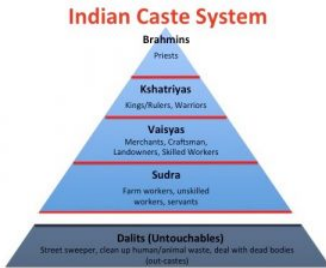 Indian Caste System
Brahmins
Priests
Kshatriyas
Kings/Rulers, Warriors
Vaisyas
Merchants, Craftsman,
Landowners, Skilled Workers
Sudra
Farm workers, unskilled
workers, servants
Dalits (Untouchables)
Street sweeper, clean up human/animal waste, deal with dead bodies
(out-castes)